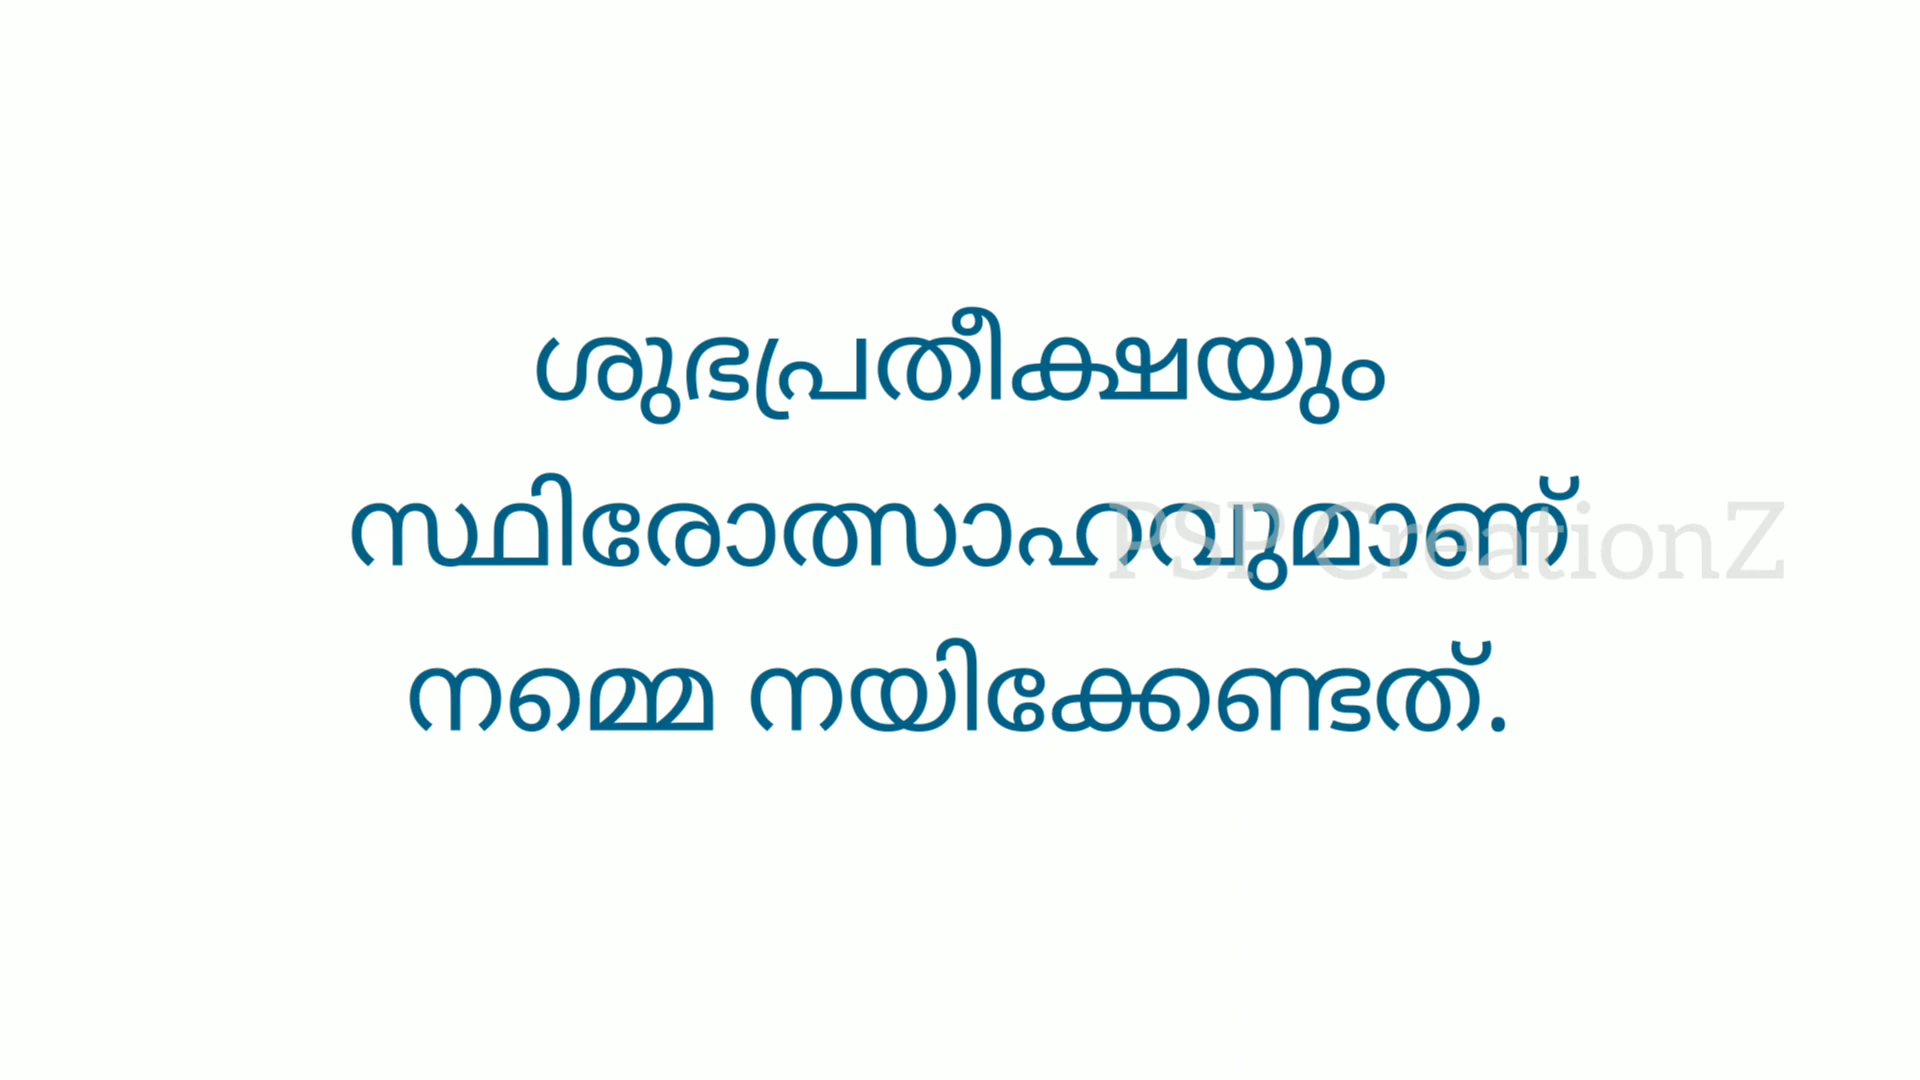 ശുഭപ്രതീക്ഷയും
സ്ഥിരോത്സാഹവുമാണ്
PSP CreationZ
നമ്മെ നയിക്കേണ്ടത്.